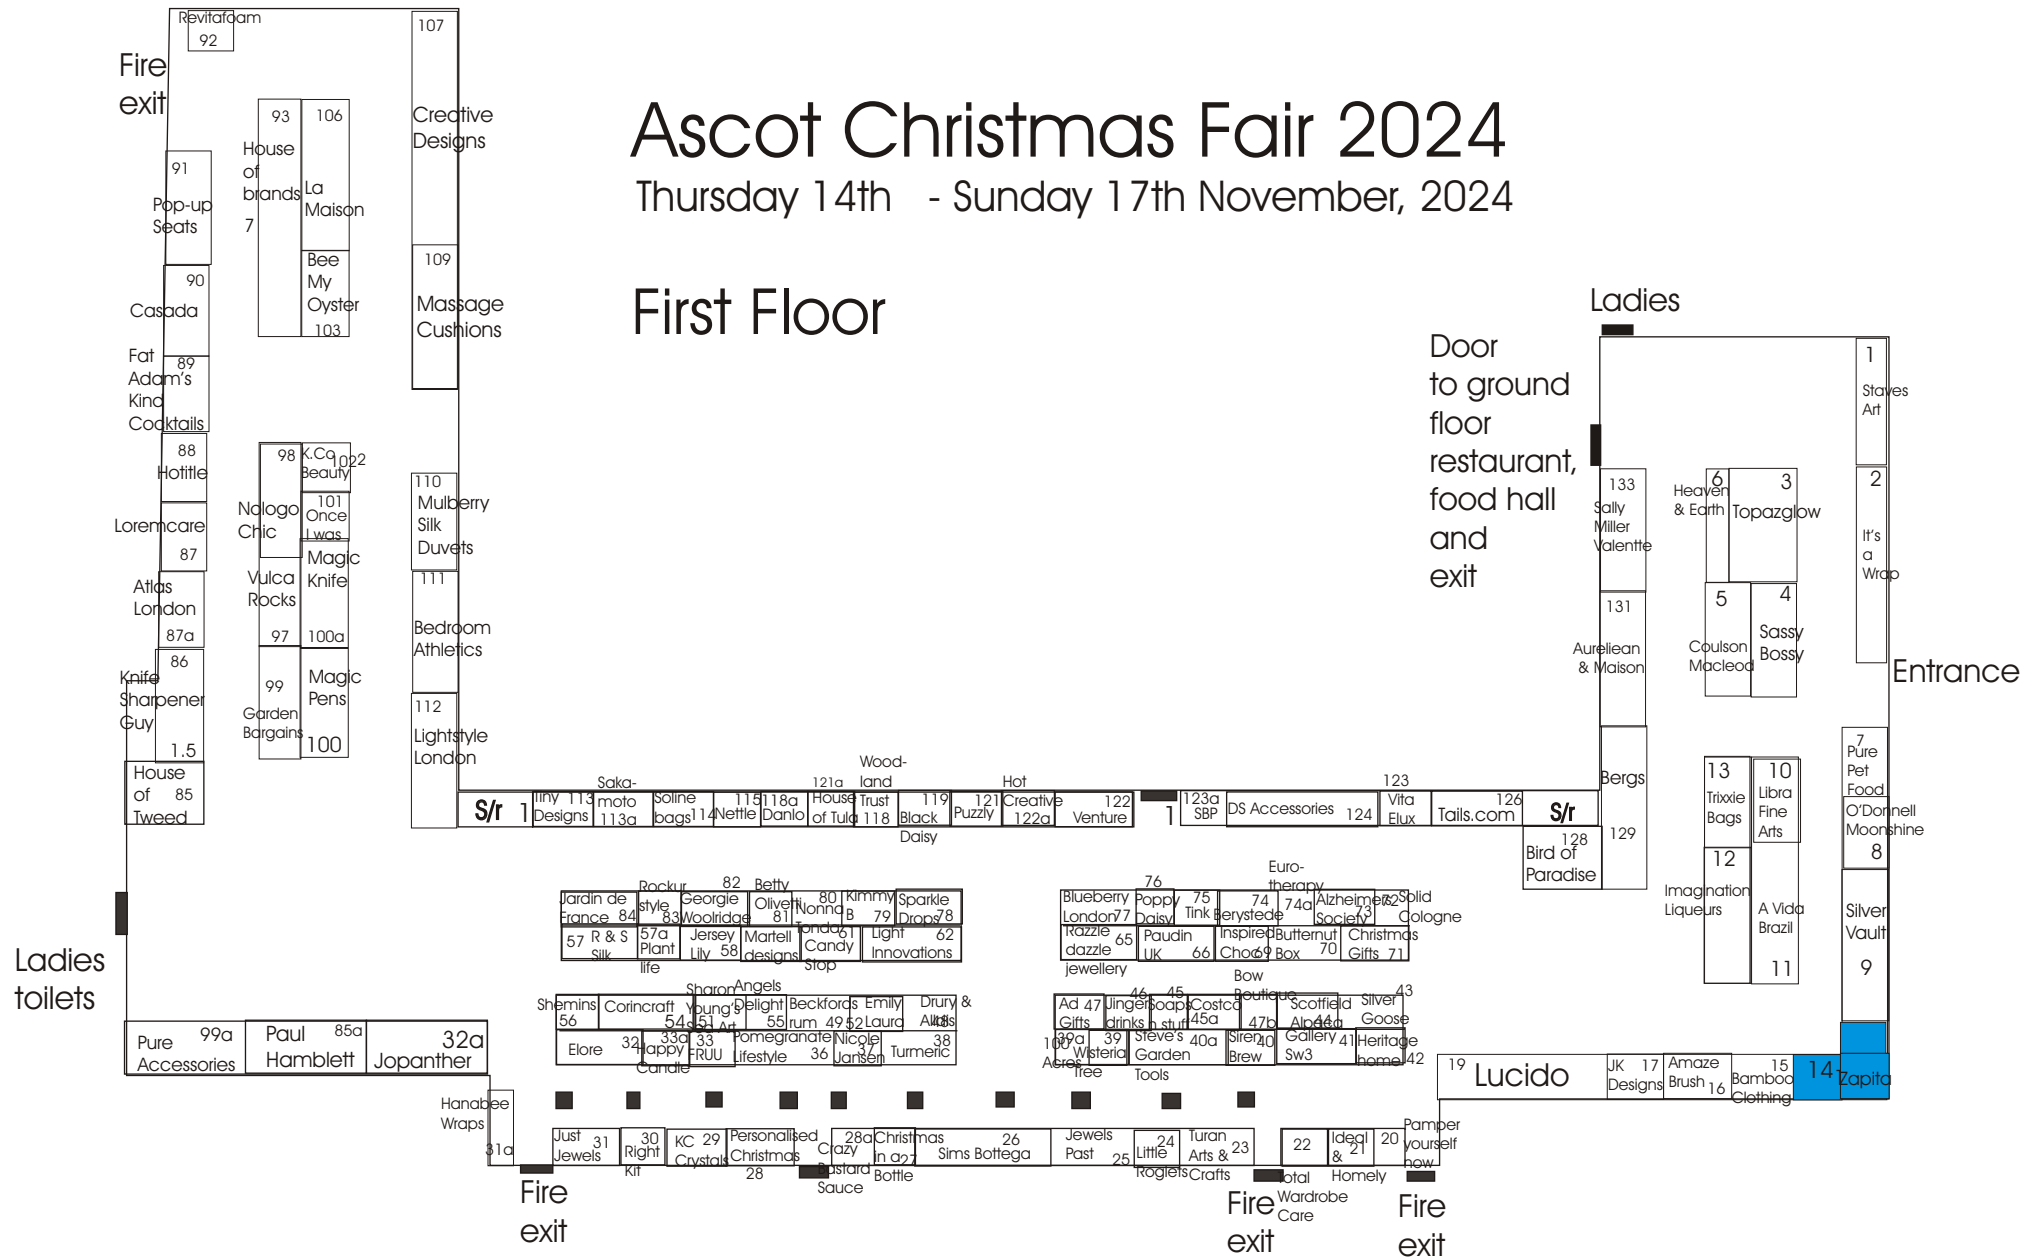 Ascot Christmas Fair 2024
Thursday 14th - Sunday 17th November, 2024
First Floor
Revitafoam
92
Fire
exit
107
Creative
Designs
93
House
of
brands
7
106
La
Maison
91
Pop-up
Seats
Bee
My
Oyster
103
109
Massage
Cushions
90
Casada
Fat
89
Adam's
Kind
Cocktails
88
Hotitle
Loremcare
87
Atlas
London
87a
86
Knife
Sharpener
Guy
1.5
House
of
85
Tweed
98
Nologo
Chic
K.Co
1022
Beauty
101
Once
I was
Magic
Knife
100a
Vulca
Rocks
97
99
Garden
Bargains
Magic
Pens
100
110
Mulberry
Silk
Duvets
111
Bedroom
Athletics
112
Lightstyle
London
Ladies
toilets
Pure
99a
Accessories
Paul
85a
Hamblett
32a
Jopanther
S/r 1
Tiny 113
Designs
Saka-
moto
113a
Soline
bags
114
115
Nettle
118a
Danlo
121a
House
of Tula
Wood-
land
Trust
118
119
Black
Daisy
121
Puzzly
Hot
Creative
122a
122
Venture
1
123a
SBP
DS Accessories
124
123
Vita
Elux
126
Tails.com
S/r
128
Bird of
Paradise
Bergs
129
Ladies
Door
to ground
floor
restaurant,
food hall
and
exit
133
Sally
Miller
Valentte
131
Aureliean
& Maison
6
Heaven
& Earth
3
Topazglow
5
Coulson
Macleod
4
Sassy
Bossy
1
Staves
Art
2
It's
a
Wrap
Entrance
7
Pure
Pet
Food
O'Donnell
Moonshine
8
Silver
Vault
9
13
Trixxie
Bags
10
Libra
Fine
Arts
12
Imagination
Liqueurs
A Vida
Brazil
11
Jardin de
France 84
Rockur
style
83
82
Georgie
Woolridge
Betty
Olivetti
81
80
Nonna
Tonda
Kimmy
B 79
Sparkle
Drops
78
57 R & S
Silk
57a
Plant
life
Jersey
Lily 58
Martell
designs
61
Candy
Stop
Light 62
Innovations
Blueberry
London 77
76
Poppy
Daisy
75
Tink
74
Berystede
Euro-
therapy
74a
Alzheimers
Society
73
72
Solid
Cologne
Razzle
dazzle 65
jewellery
Paudin
UK 66
Inspired
Choc
69
Butternut
Box 70
Christmas
Gifts 71
Shemins
56
Corincraft
54
Sharon
Young's
Sea Art
51
Angels
Delight
55
Beckfords
rum 49
Emily
Laura
52
Drury &
Allis
48
Elore 32
33a
Happy
Candle
33
FRUU
Pomegranate
Lifestyle 36
Nicole
Jansen
37
38
Turmeric
Ad 47
Gifts
46
Jinger
drinks
45
Soaps
n stuff
Costco
45a
Bow
Boutique
47b
Scotfield
Alpaca
44
43
Silver
Goose
39a
100
Acres
39
Wisteria
Tree
Steve's
Garden
Tools
40a
Siren
Brew
40
Gallery
Sw3
41
Heritage
home 42
Hanabee
Wraps
31a
Just
Jewels
31
30
Right
Kit
KC 29
Crystals
Personalised
Christmas
28
28a
Crazy
Bastard
Sauce
Christmas
in a
27
Bottle
26
Sims Bottega
Jewels
Past
25
24
Little
Roglets
Turan
Arts & 23
Crafts
22
Total
Wardrobe
Care
Ideal
& 21
Homely
20
Pamper
yourself
now
19
Lucido
JK 17
Designs
Amaze
Brush 16
15
Bamboo
Clothing
14
Zapita
Fire
exit
Fire
exit
Fire
exit